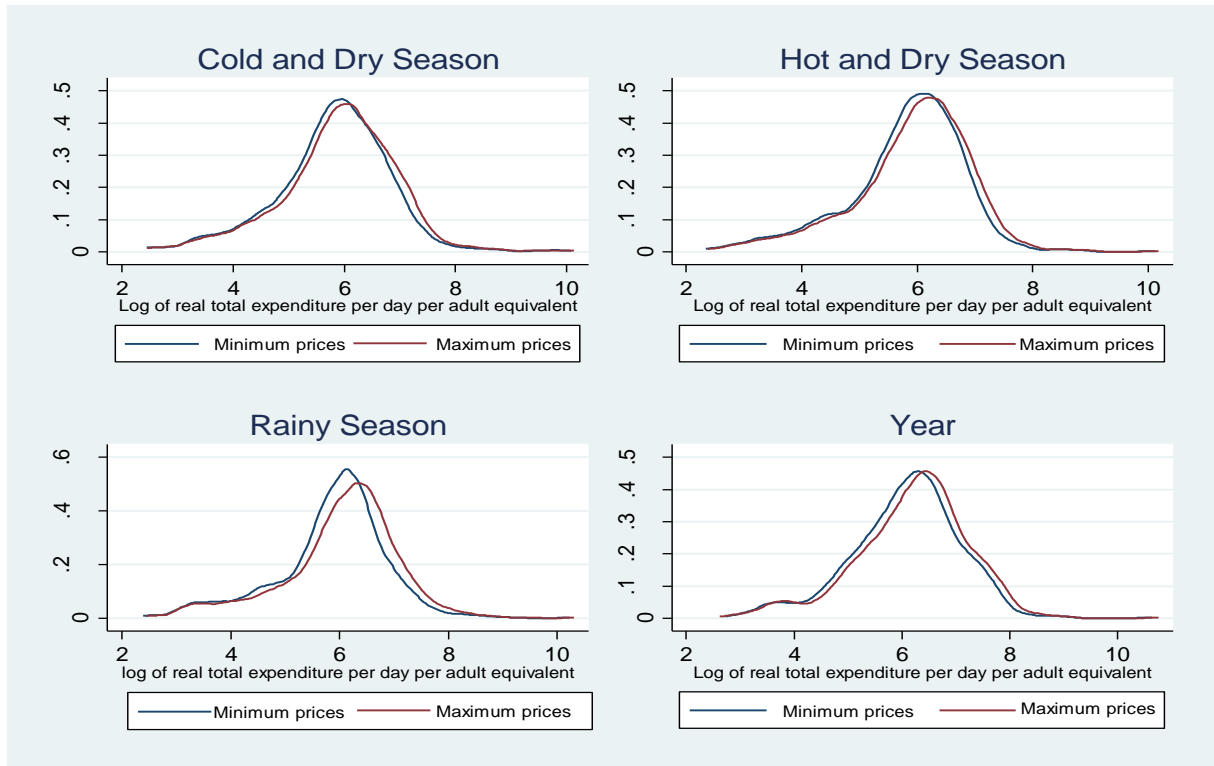 Cold and Dry Season
.5
.4
.3
.2
.1
0
2 4 6 8 10
Log of real total expenditure per day per adult equivalent
Minimum prices Maximum prices
Hot and Dry Season
.5
.4
.3
.2
.1
0
2 4 6 8 10
Log of real total expenditure per day per adult equivalent
Minimum prices Maximum prices
Rainy Season
.6
.4
.2
0
2 4 6 8 10
log of real total expenditure per day per adult equivalent
Minimum prices Maximum prices
Year
.5
.4
.3
.2
.1
0
2 4 6 8 10
Log of real total expenditure per day per adult equivalent
Minimum prices Maximum prices